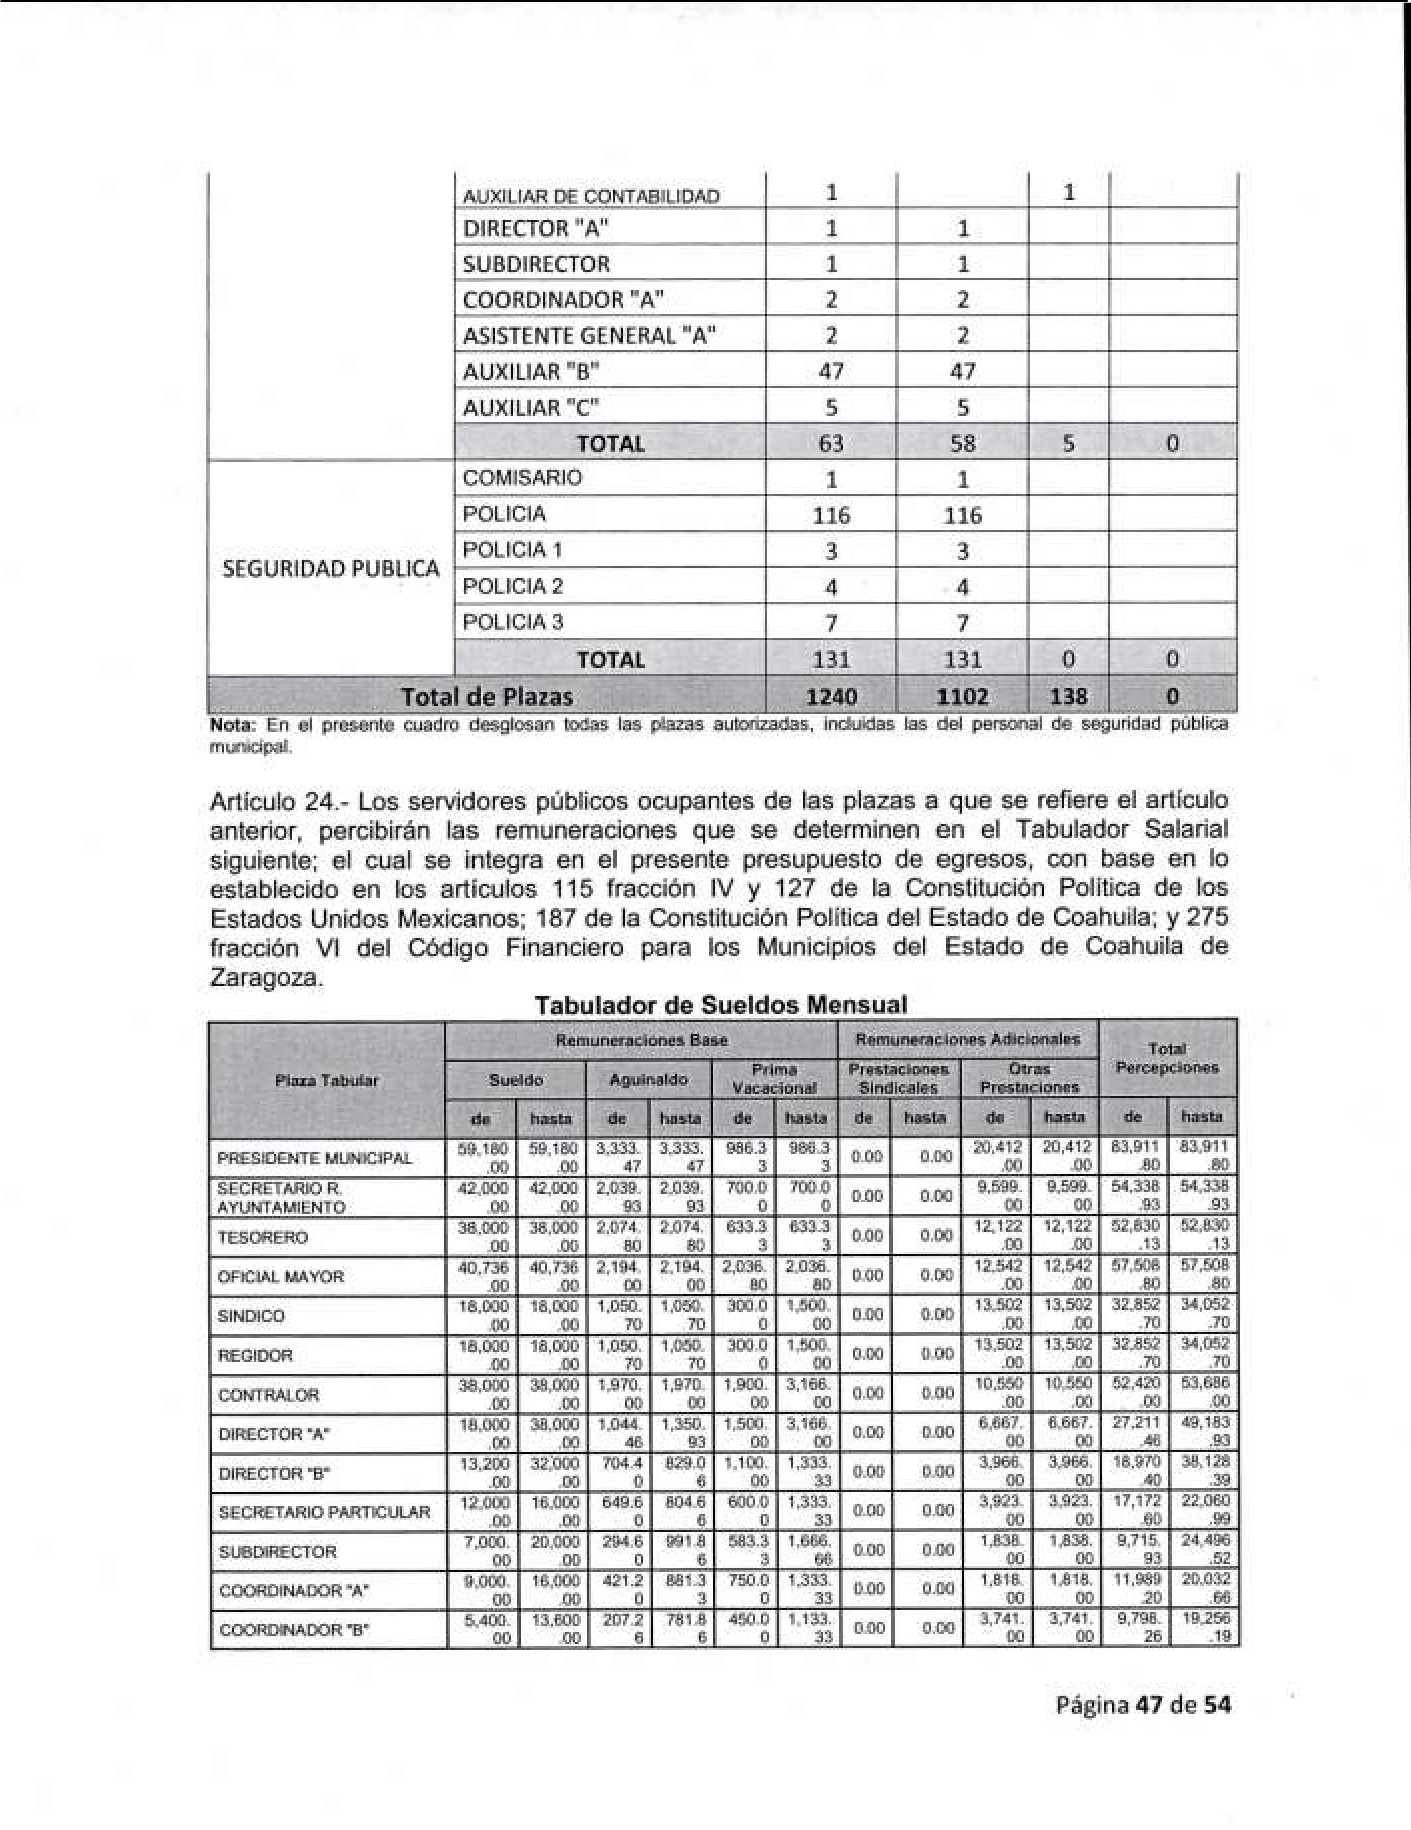 AUXILIAR DE CONTABILIDAD 1 1
DIRECTOR "A" 1 1
SUBDIRECTOR 1 1
COORDINADOR "A" 2 2
ASISTENTE GENERAL "A" 2 2
AUXILIAR "B" 47 47
AUXILIAR "C" 5 5
TOTAL 63 58 5 0
SEGURIDAD PUBLICA
COMISARIO 1 1
POLICIA 116 116
POLICIA 1 3 3
POLICIA 2 4 4
POLICIA 3 7 7
TOTAL 131 131 0 0
Total de Plazas 1240 1102 138 0
Nota: En el presente cuadro desglosan todas las plazas autorizadas, incluidas las del personal de seguridad pública
municipal.
Artículo 24.- Los servidores públicos ocupantes de las plazas a que se refiere el artículo
anterior, percibirán las remuneraciones que se determinen en el Tabulador Salarial
siguiente; el cual se integra en el presente presupuesto de egresos, con base en lo
establecido en los artículos 115 fracción IV y 127 de la Constitución Política de los
Estados Unidos Mexicanos; 187 de la Constitución Política del Estado de Coahuila; y 275
fracción VI del Código Financiero para los Municipios del Estado de Coahuila de
Zaragoza.
Tabulador de Sueldos Mensual
Plaza Tabular Remuneraciones Base Remuneraciones Adicionales Total Percepciones
Sueldo Aguinaldo Prima Vacacional Prestaciones Sindicales Otras Prestaciones
de hasta de hasta de hasta de hasta de hasta de hasta
PRESIDENTE MUNICIPAL 59,180.00 59,180.00 3,333.47 3,333.47 986.33 986.33 0.00 0.00 20,412.00 20,412.00 83,911.80 83,911.80
SECRETARIO R. AYUNTAMIENTO 42,000.00 42,000.00 2,039.93 2,039.93 700.00 700.00 0.00 0.00 9,599.00 9,599.00 54,338.93 54,338.93
TESORERO 38,000.00 38,000.00 2,074.80 2,074.80 633.33 633.33 0.00 0.00 12,122.00 12,122.00 52,830.13 52,830.13
OFICIAL MAYOR 40,736.00 40,736.00 2,194.00 2,194.00 2,036.80 2,036.80 0.00 0.00 12,542.00 12,542.00 57,508.80 57,508.80
SINDICO 18,000.00 18,000.00 1,050.70 1,050.70 300.00 1,500.00 0.00 0.00 13,502.00 13,502.00 32,852.70 34,052.70
REGIDOR 18,000.00 18,000.00 1,050.70 1,050.70 300.00 1,500.00 0.00 0.00 13,502.00 13,502.00 32,852.70 34,052.70
CONTRALOR 38,000.00 38,000.00 1,970.00 1,970.00 1,900.00 3,166.00 0.00 0.00 10,550.00 10,550.00 52,420.00 53,686.00
DIRECTOR "A" 18,000.00 38,000.00 1,044.46 1,350.93 1,500.00 3,166.00 0.00 0.00 6,667.00 6,667.00 27,211.46 49,183.93
DIRECTOR "B" 13,200.00 32,000.00 704.40 829.06 1,100.00 1,333.33 0.00 0.00 3,966.00 3,966.00 18,970.40 38,128.39
SECRETARIO PARTICULAR 12,000.00 16,000.00 649.60 804.66 600.00 1,333.33 0.00 0.00 3,923.00 3,923.00 17,172.60 22,060.99
SUBDIRECTOR 7,000.00 20,000.00 294.60 991.86 583.33 1,666.66 0.00 0.00 1,838.00 1,838.00 9,715.93 24,496.52
COORDINADOR "A" 9,000.00 16,000.00 421.20 881.33 750.00 1,333.33 0.00 0.00 1,818.00 1,818.00 11,989.20 20,032.66
COORDINADOR "B" 5,400.00 13,600.00 207.26 781.86 450.00 1,133.33 0.00 0.00 3,741.00 3,741.00 9,798.26 19,256.19
Página 47 de 54